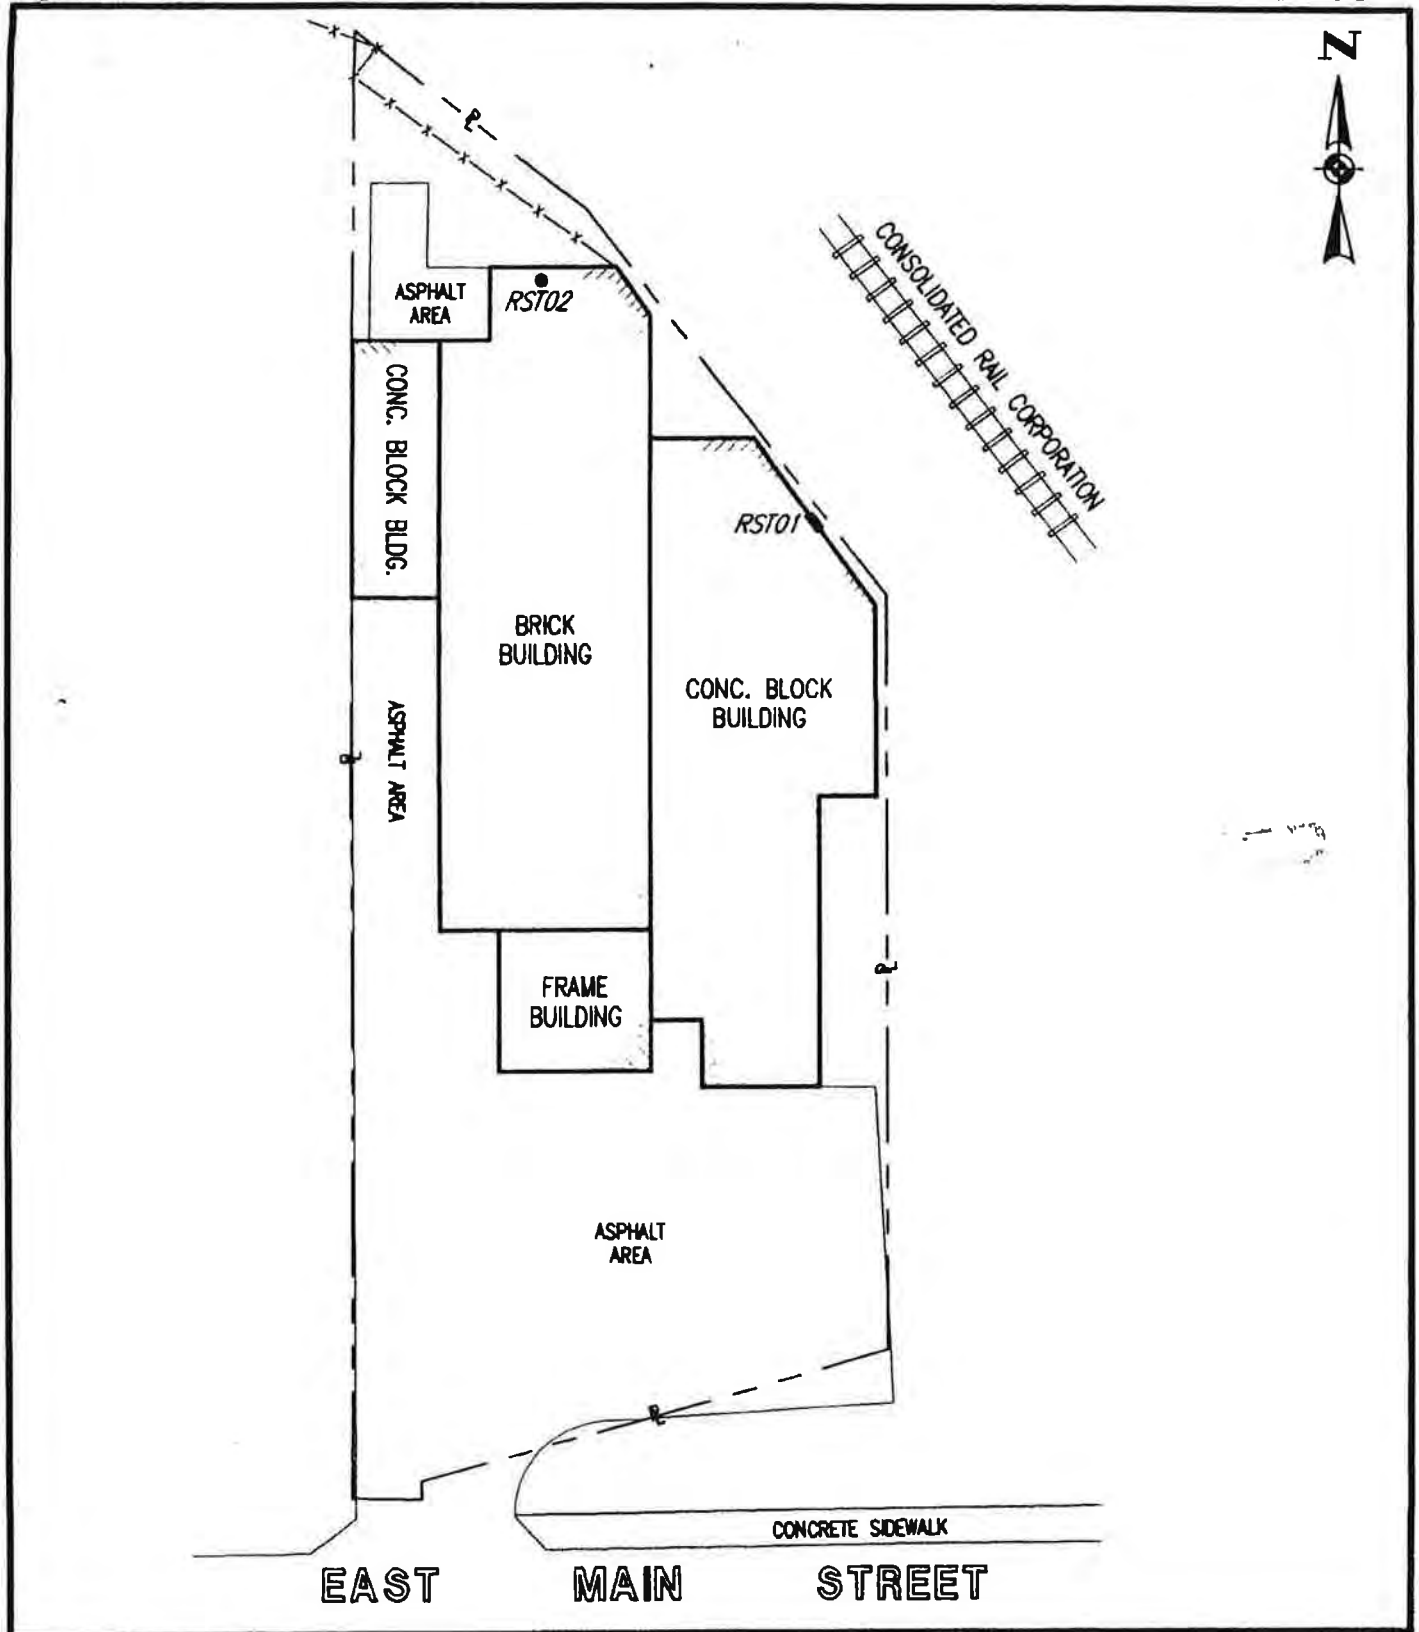 N
CONSOLIDATED RAIL CORPORATION
ASPHALT
AREA
RST02
CONC. BLOCK BLDG.
RST01
BRICK
BUILDING
CONC. BLOCK
BUILDING
ASPHALT AREA
FRAME
BUILDING
ASPHALT
AREA
CONCRETE SIDEWALK
EAST MAIN STREET